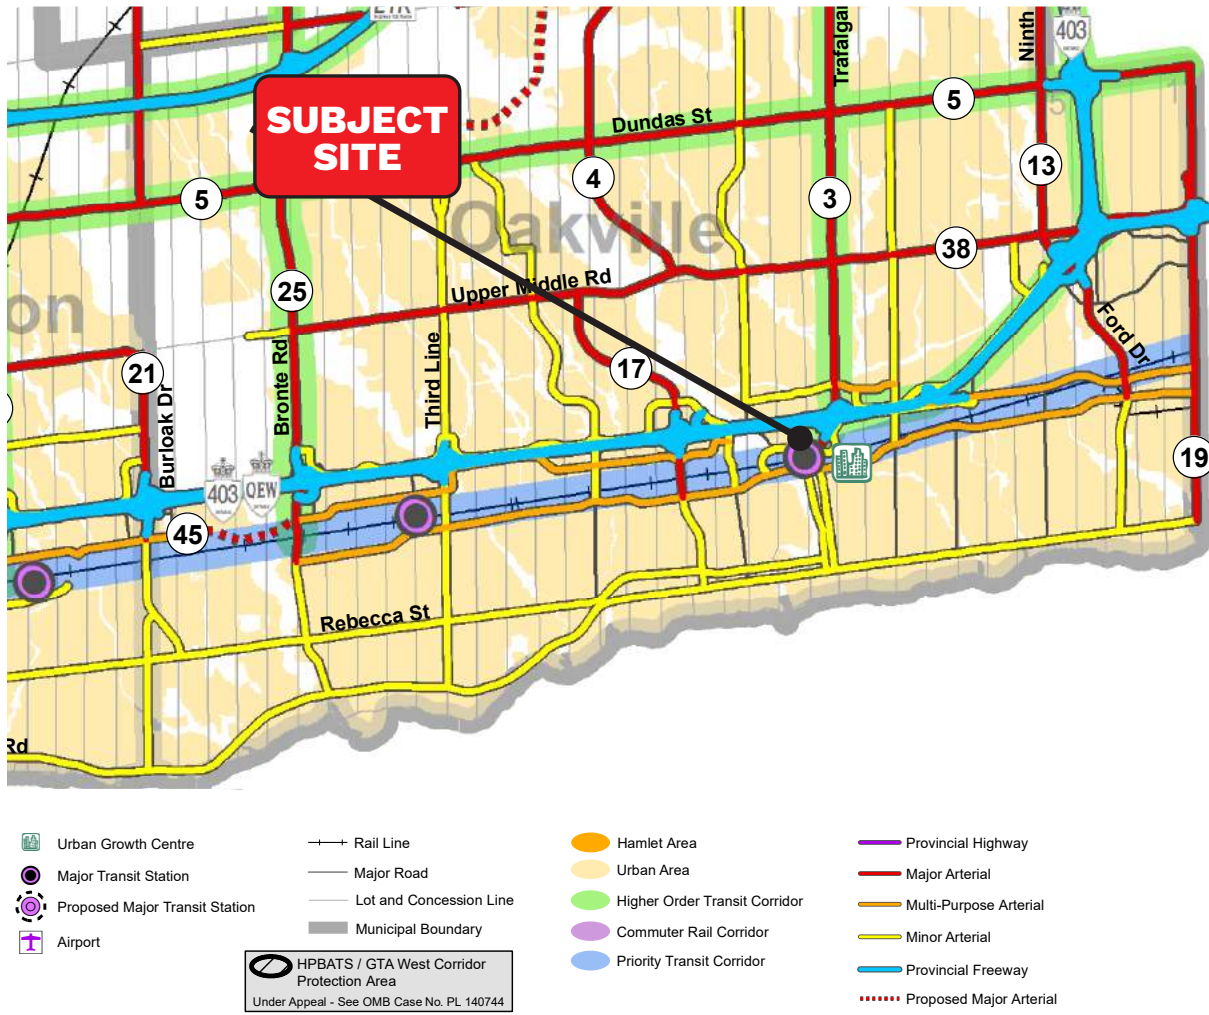 403
Trafalgar
Ninth
5
1
SUBJECT
SITE
Dundas St
5
4
13
5
3
Oakville
38
25
Upper Middle Rd
on
Ford Dr
21
Bronte Rd
Third Line
17
Burloak Dr
403
QEW
19
45
Rebecca St
Rd
Urban Growth Centre
Major Transit Station
Proposed Major Transit Station
Airport
Rail Line
Major Road
Lot and Concession Line
Municipal Boundary
HPBATS / GTA West Corridor
Protection Area
Under Appeal - See OMB Case No. PL 140744
Hamlet Area
Urban Area
Higher Order Transit Corridor
Commuter Rail Corridor
Priority Transit Corridor
Provincial Highway
Major Arterial
Multi-Purpose Arterial
Minor Arterial
Provincial Freeway
Proposed Major Arterial